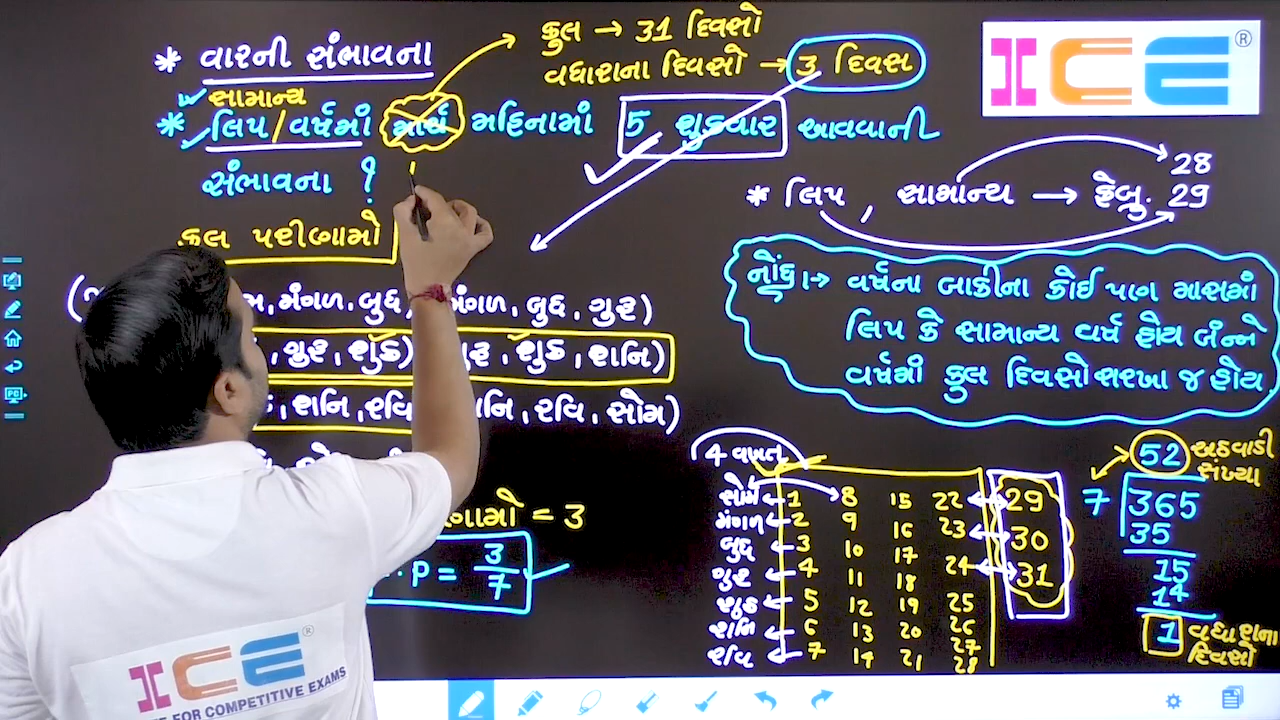 કુલ → 31 દિવસો
વધારાના દિવસો → 3 દિવસ
ICE ®
* વારની સંભાવના
સામાન્ય
* લિપ / વર્ષમાં માર્ચ મહિનામાં 5 શુક્રવાર આવવાની
સંભાવના ?
28
* લિપ , સામાન્ય → ફેબ્રુ. 29
કુલ પરીણામો
મંગળ, બુધ) મંગળ, બુધ, ગુરૂ)
, ગુરૂ, શુક્ર) શુક્ર, શનિ)
, શનિ, રવિ રવિ, સોમ)
= 3
P = 3/7
નોંધ :→ વર્ષના બાકીના કોઈ પણ માસમાં
લિપ કે સામાન્ય વર્ષ હોય બંન્ને
વર્ષમાં કુલ દિવસો સરખા જ હોય
4 વખત
સોમ ← 1 8 15 22 ↔ 29
મંગળ ← 2 9 16 23 ↔ 30
બુધ ← 3 10 17 24 ↔ 31
ગુરૂ ← 4 11 18 25
શુક્ર ← 5 12 19 26
શનિ ← 6 13 20 27
રવિ ← 7 14 21 28
52 અઠવાડી
સંખ્યા
7 365
35
15
14
1 વધારાના
દિવસો
ICE ®
FOR COMPETITIVE EXAMS